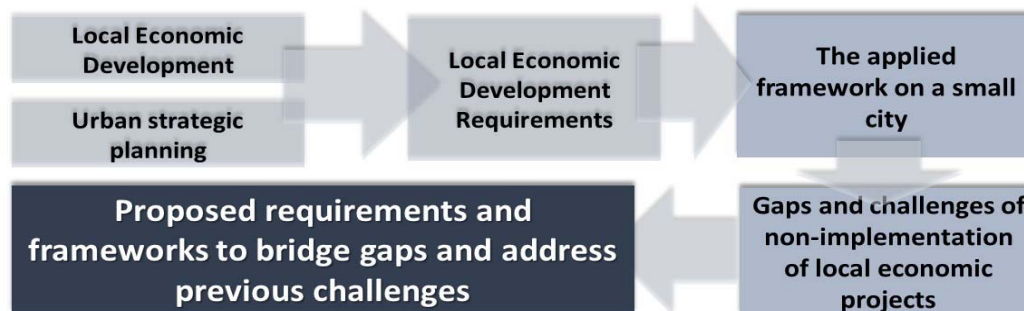 Local Economic
Development
Urban strategic
planning
Local Economic
Development
Requirements
The applied
framework on a small
city
Gaps and challenges of
non-implementation
of local economic
projects
Proposed requirements and
frameworks to bridge gaps and address
previous challenges